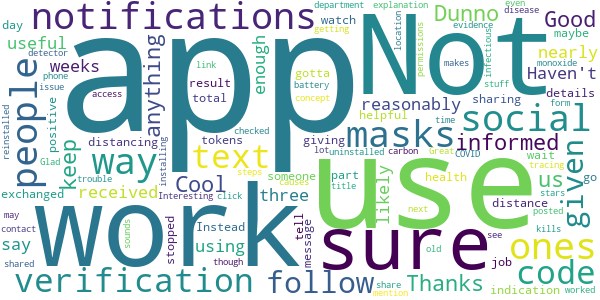 app
Not
use
work
sure
notifications
masks
text
way
social
verification
follow
code
ones
people
given
informed
Thanks
Dunno
Good
nearly
Haven't
reasonably
anything
weeks
useful
enough
keep
received
Cool
three
using
say
Instead
likely
us
day
watch
department
explanation
getting
even
disease
maybe
details
sharing
giving
result
total
tokens
link
battery
gotta
concept
location
permissions
evidence
makes
infectious
stuff
monoxide
form
time
helpful
checked
uninstalled
carbon
COVID
lot
wait
tracing
go
distance
stars
posted
kills
detector
phone
issue
access
positive
distancing
installing
reinstalled
exchanged
Glad
trouble
someone
part
title
health
Great
steps
causes
Interesting
click
next
mention
may
contact
shared
sounds
stopped
though
tell
message
share
old
see
job
indication
worked